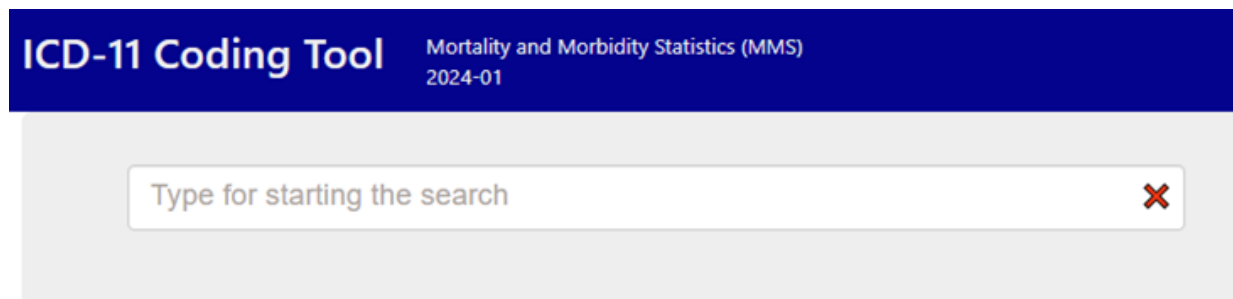 ICD-11 Coding Tool
Mortality and Morbidity Statistics (MMS)
2024-01
Type for starting the search